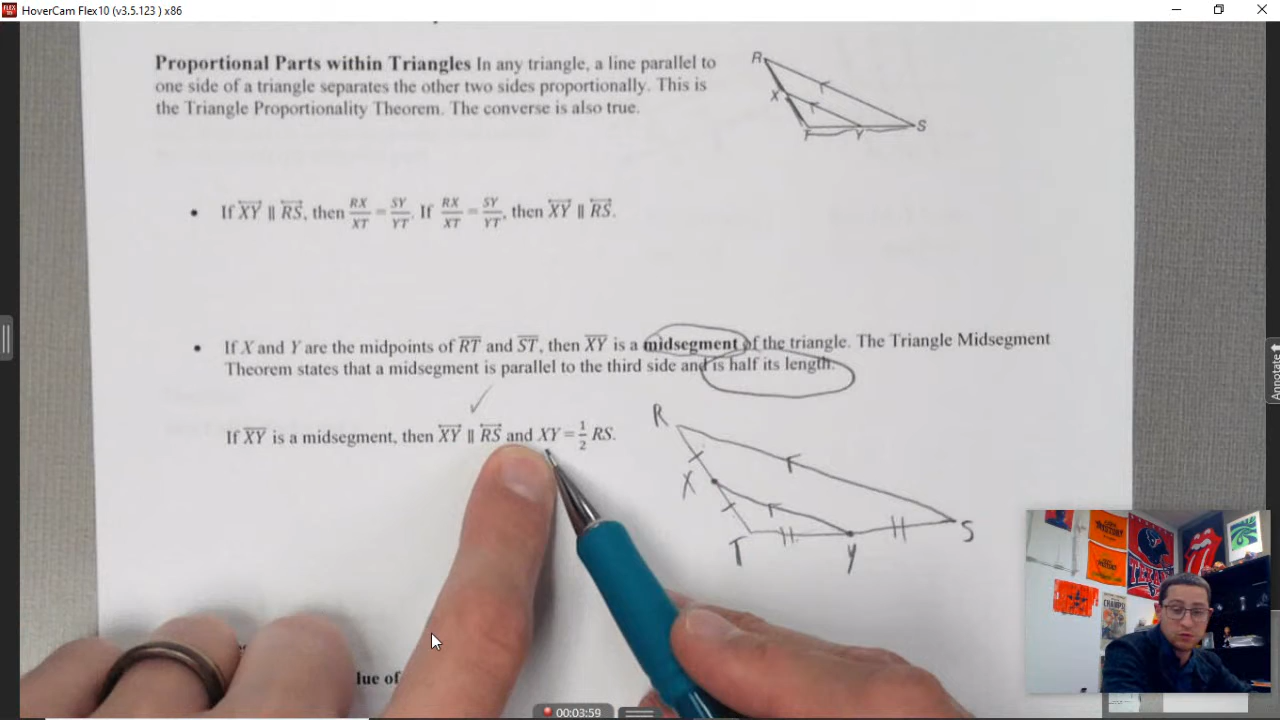 HoverCam Flex10 (v3.5.123 ) x86
Proportional Parts within Triangles In any triangle, a line parallel to
one side of a triangle separates the other two sides proportionally. This is
the Triangle Proportionality Theorem. The converse is also true.
R
X
T
Y
S
• If XY ∥ RS, then RX/XT = SY/YT. If RX/XT = SY/YT, then XY ∥ RS.
• If X and Y are the midpoints of RT and ST, then XY is a midsegment of the triangle. The Triangle Midsegment
Theorem states that a midsegment is parallel to the third side and is half its length.
If XY is a midsegment, then XY ∥ RS and XY = 1/2 RS.
R
X
T
Y
S
lue of
Annotate
TEXANS
00:03:59